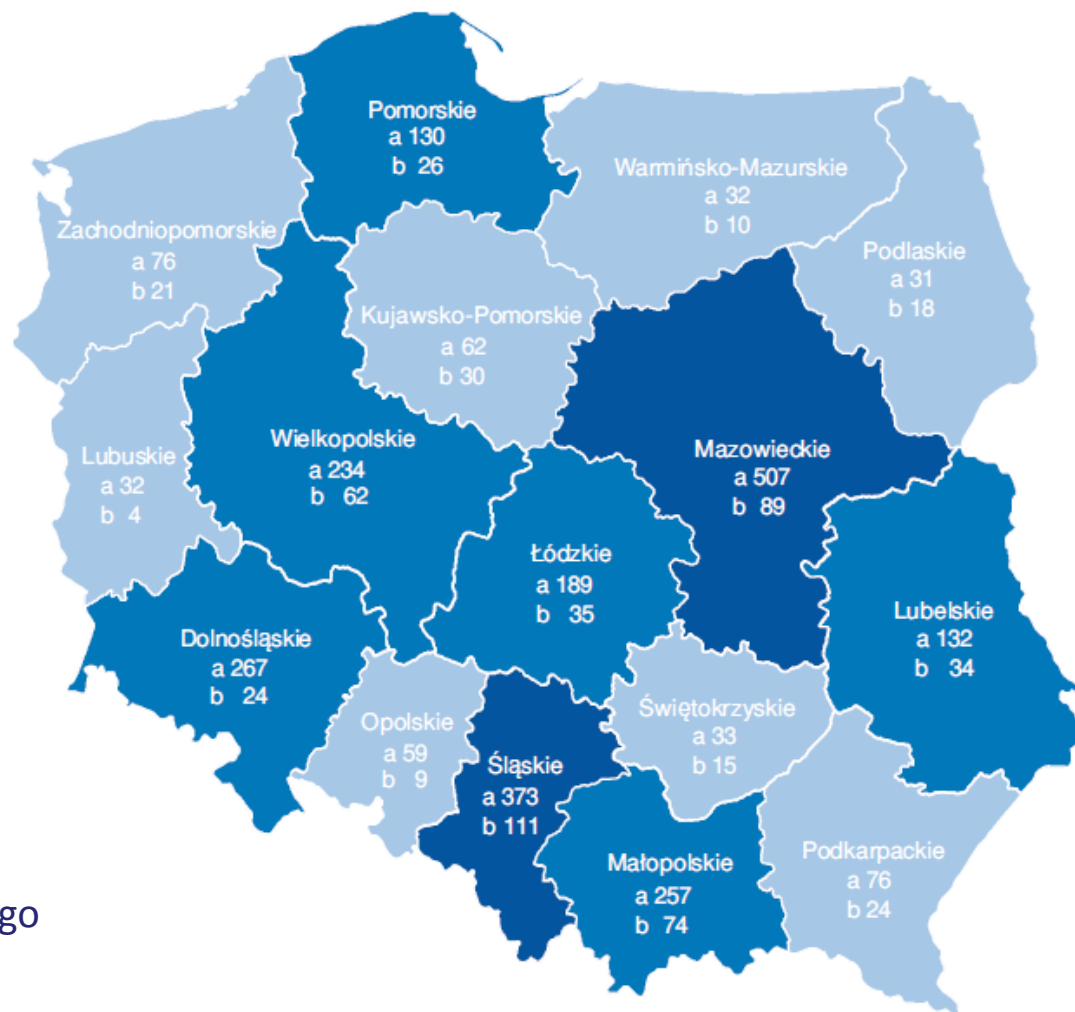 Pomorskie
a 130
b 26
Warmińsko-Mazurskie
a 32
b 10
Zachodniopomorskie
a 76
b 21
Podlaskie
a 31
b 18
Kujawsko-Pomorskie
a 62
b 30
Wielkopolskie
a 234
b 62
Mazowieckie
a 507
b 89
Lubuskie
a 32
b 4
Łódzkie
a 189
b 35
Lubelskie
a 132
b 34
Dolnośląskie
a 267
b 24
Opolskie
a 59
b 9
Śląskie
a 373
b 111
Świętokrzyskie
a 33
b 15
Małopolskie
a 257
b 74
Podkarpackie
a 76
b 24
go